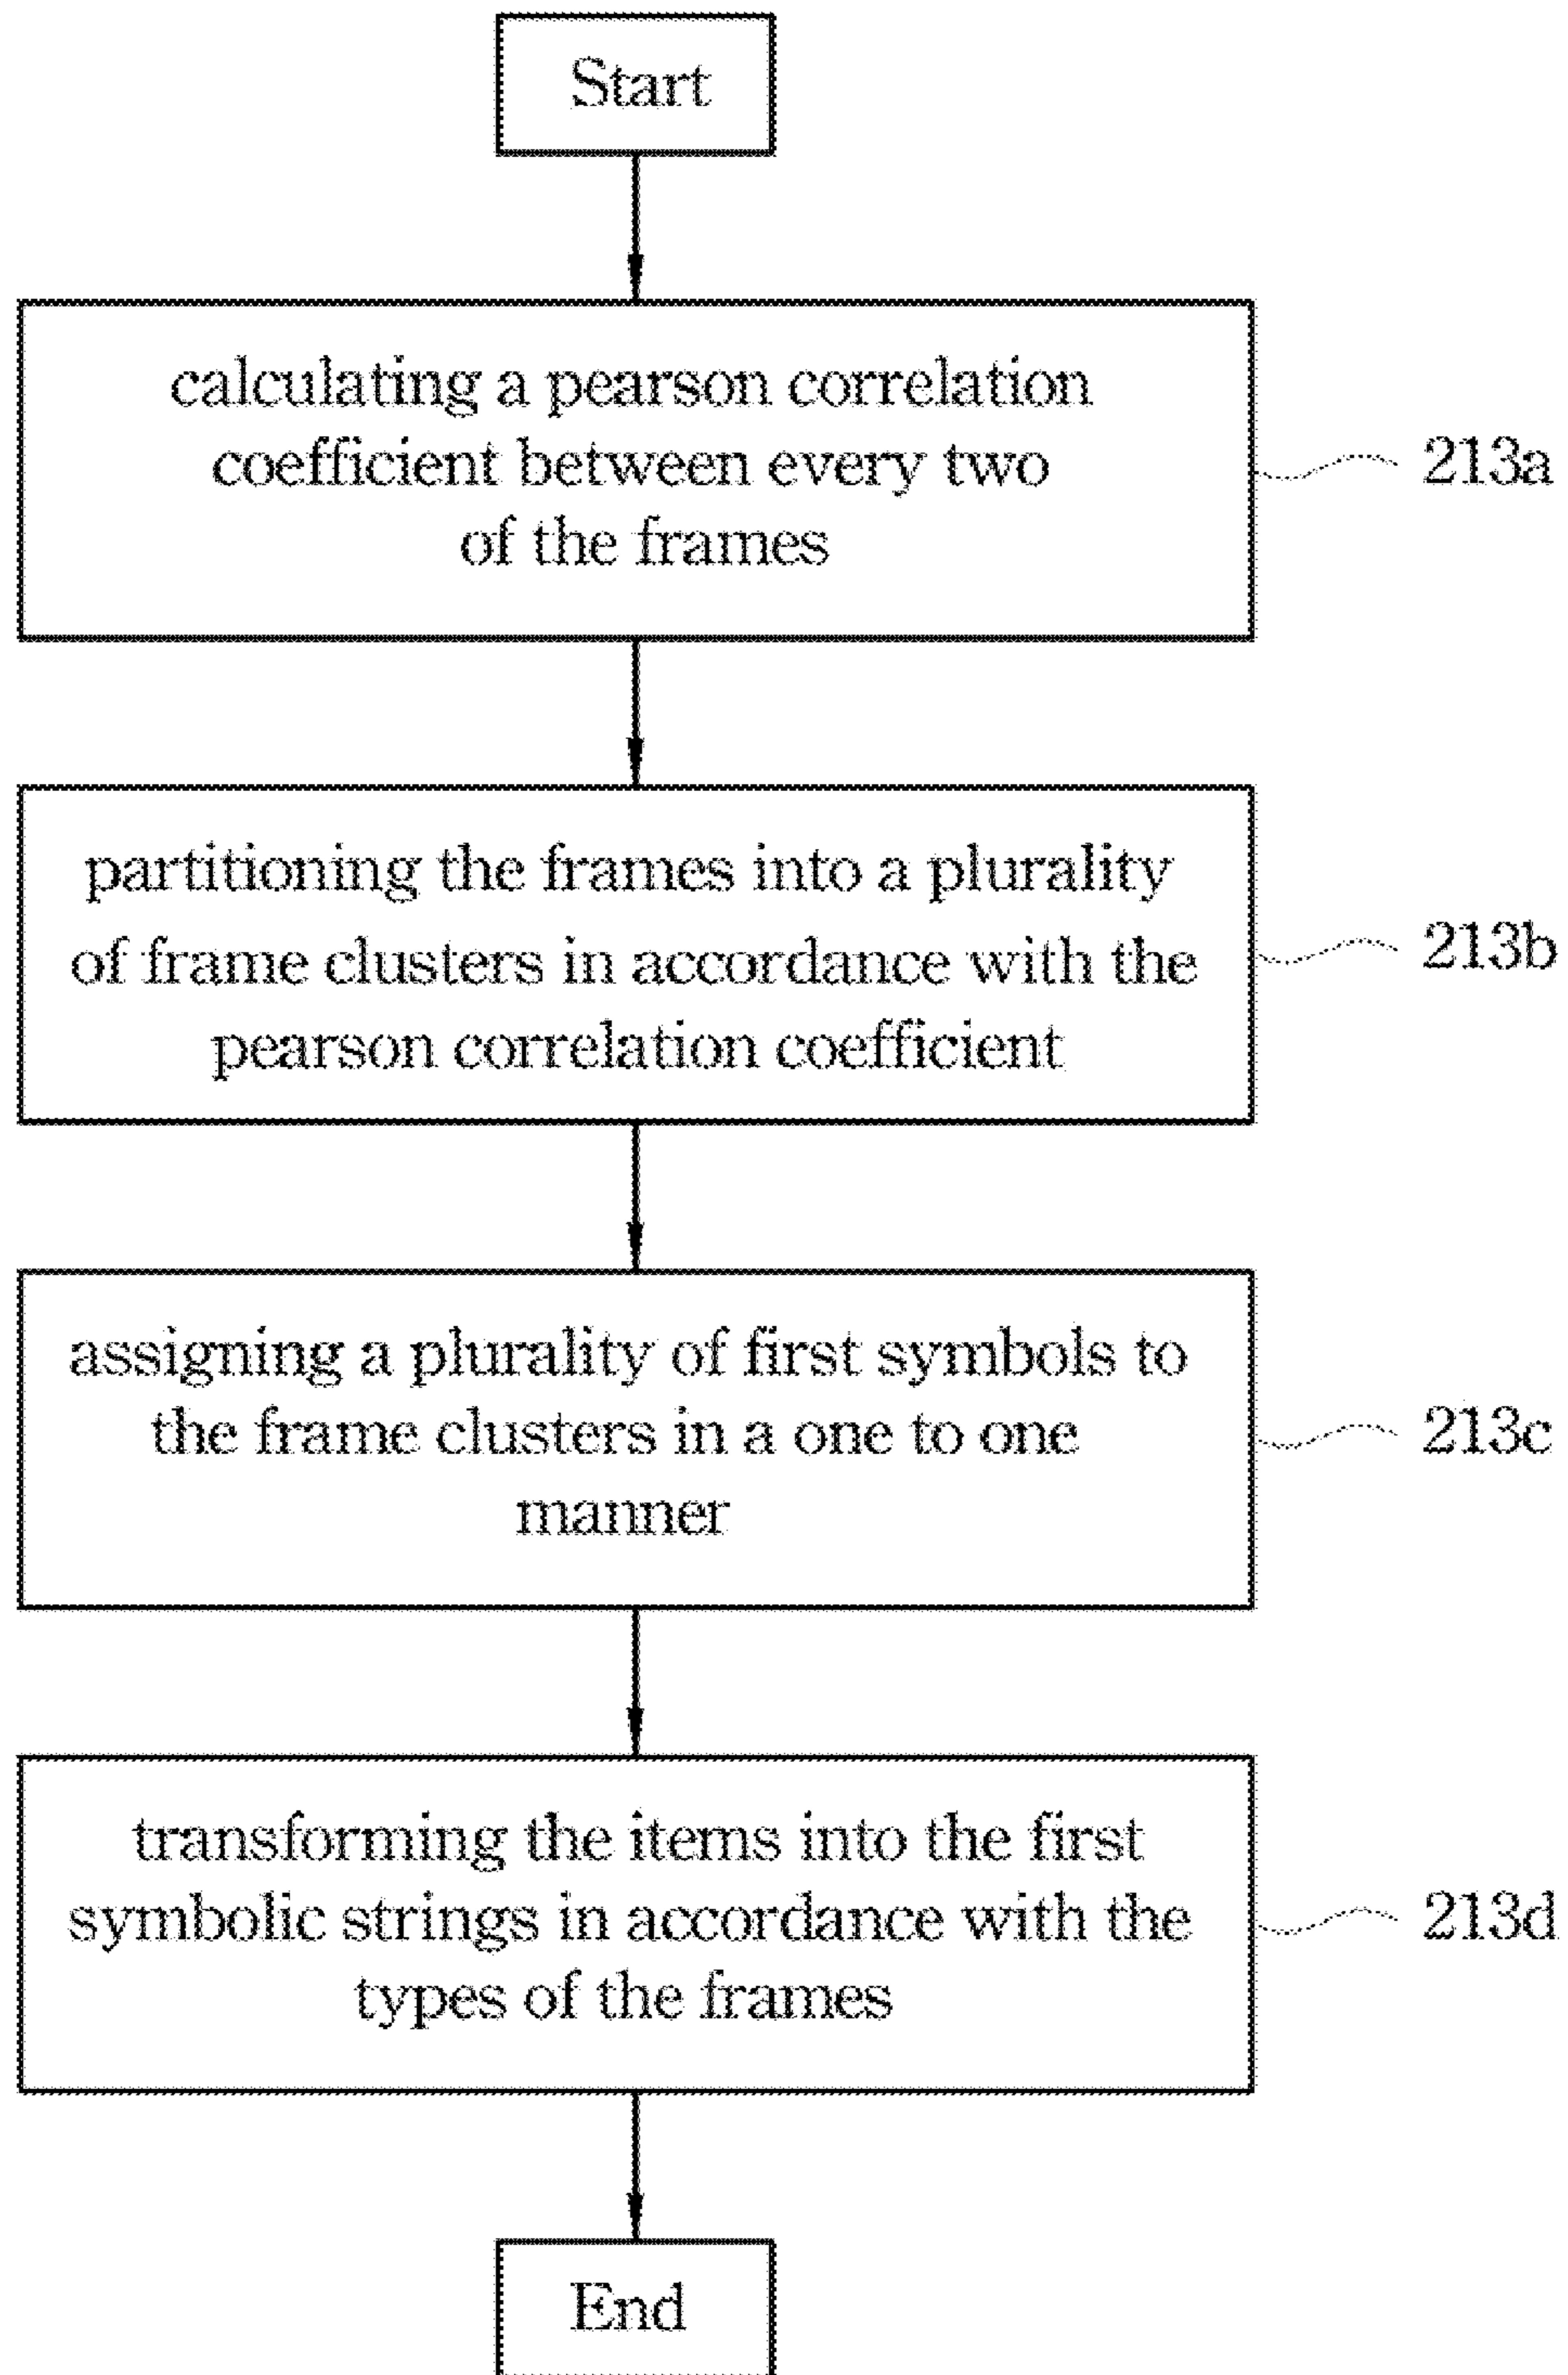 Start
calculating a pearson correlation
coefficient between every two
of the frames
213a
partitioning the frames into a plurality
of frame clusters in accordance with the
pearson correlation coefficient
213b
assigning a plurality of first symbols to
the frame clusters in a one to one
manner
213c
transforming the items into the first
symbolic strings in accordance with the
types of the frames
213d
End